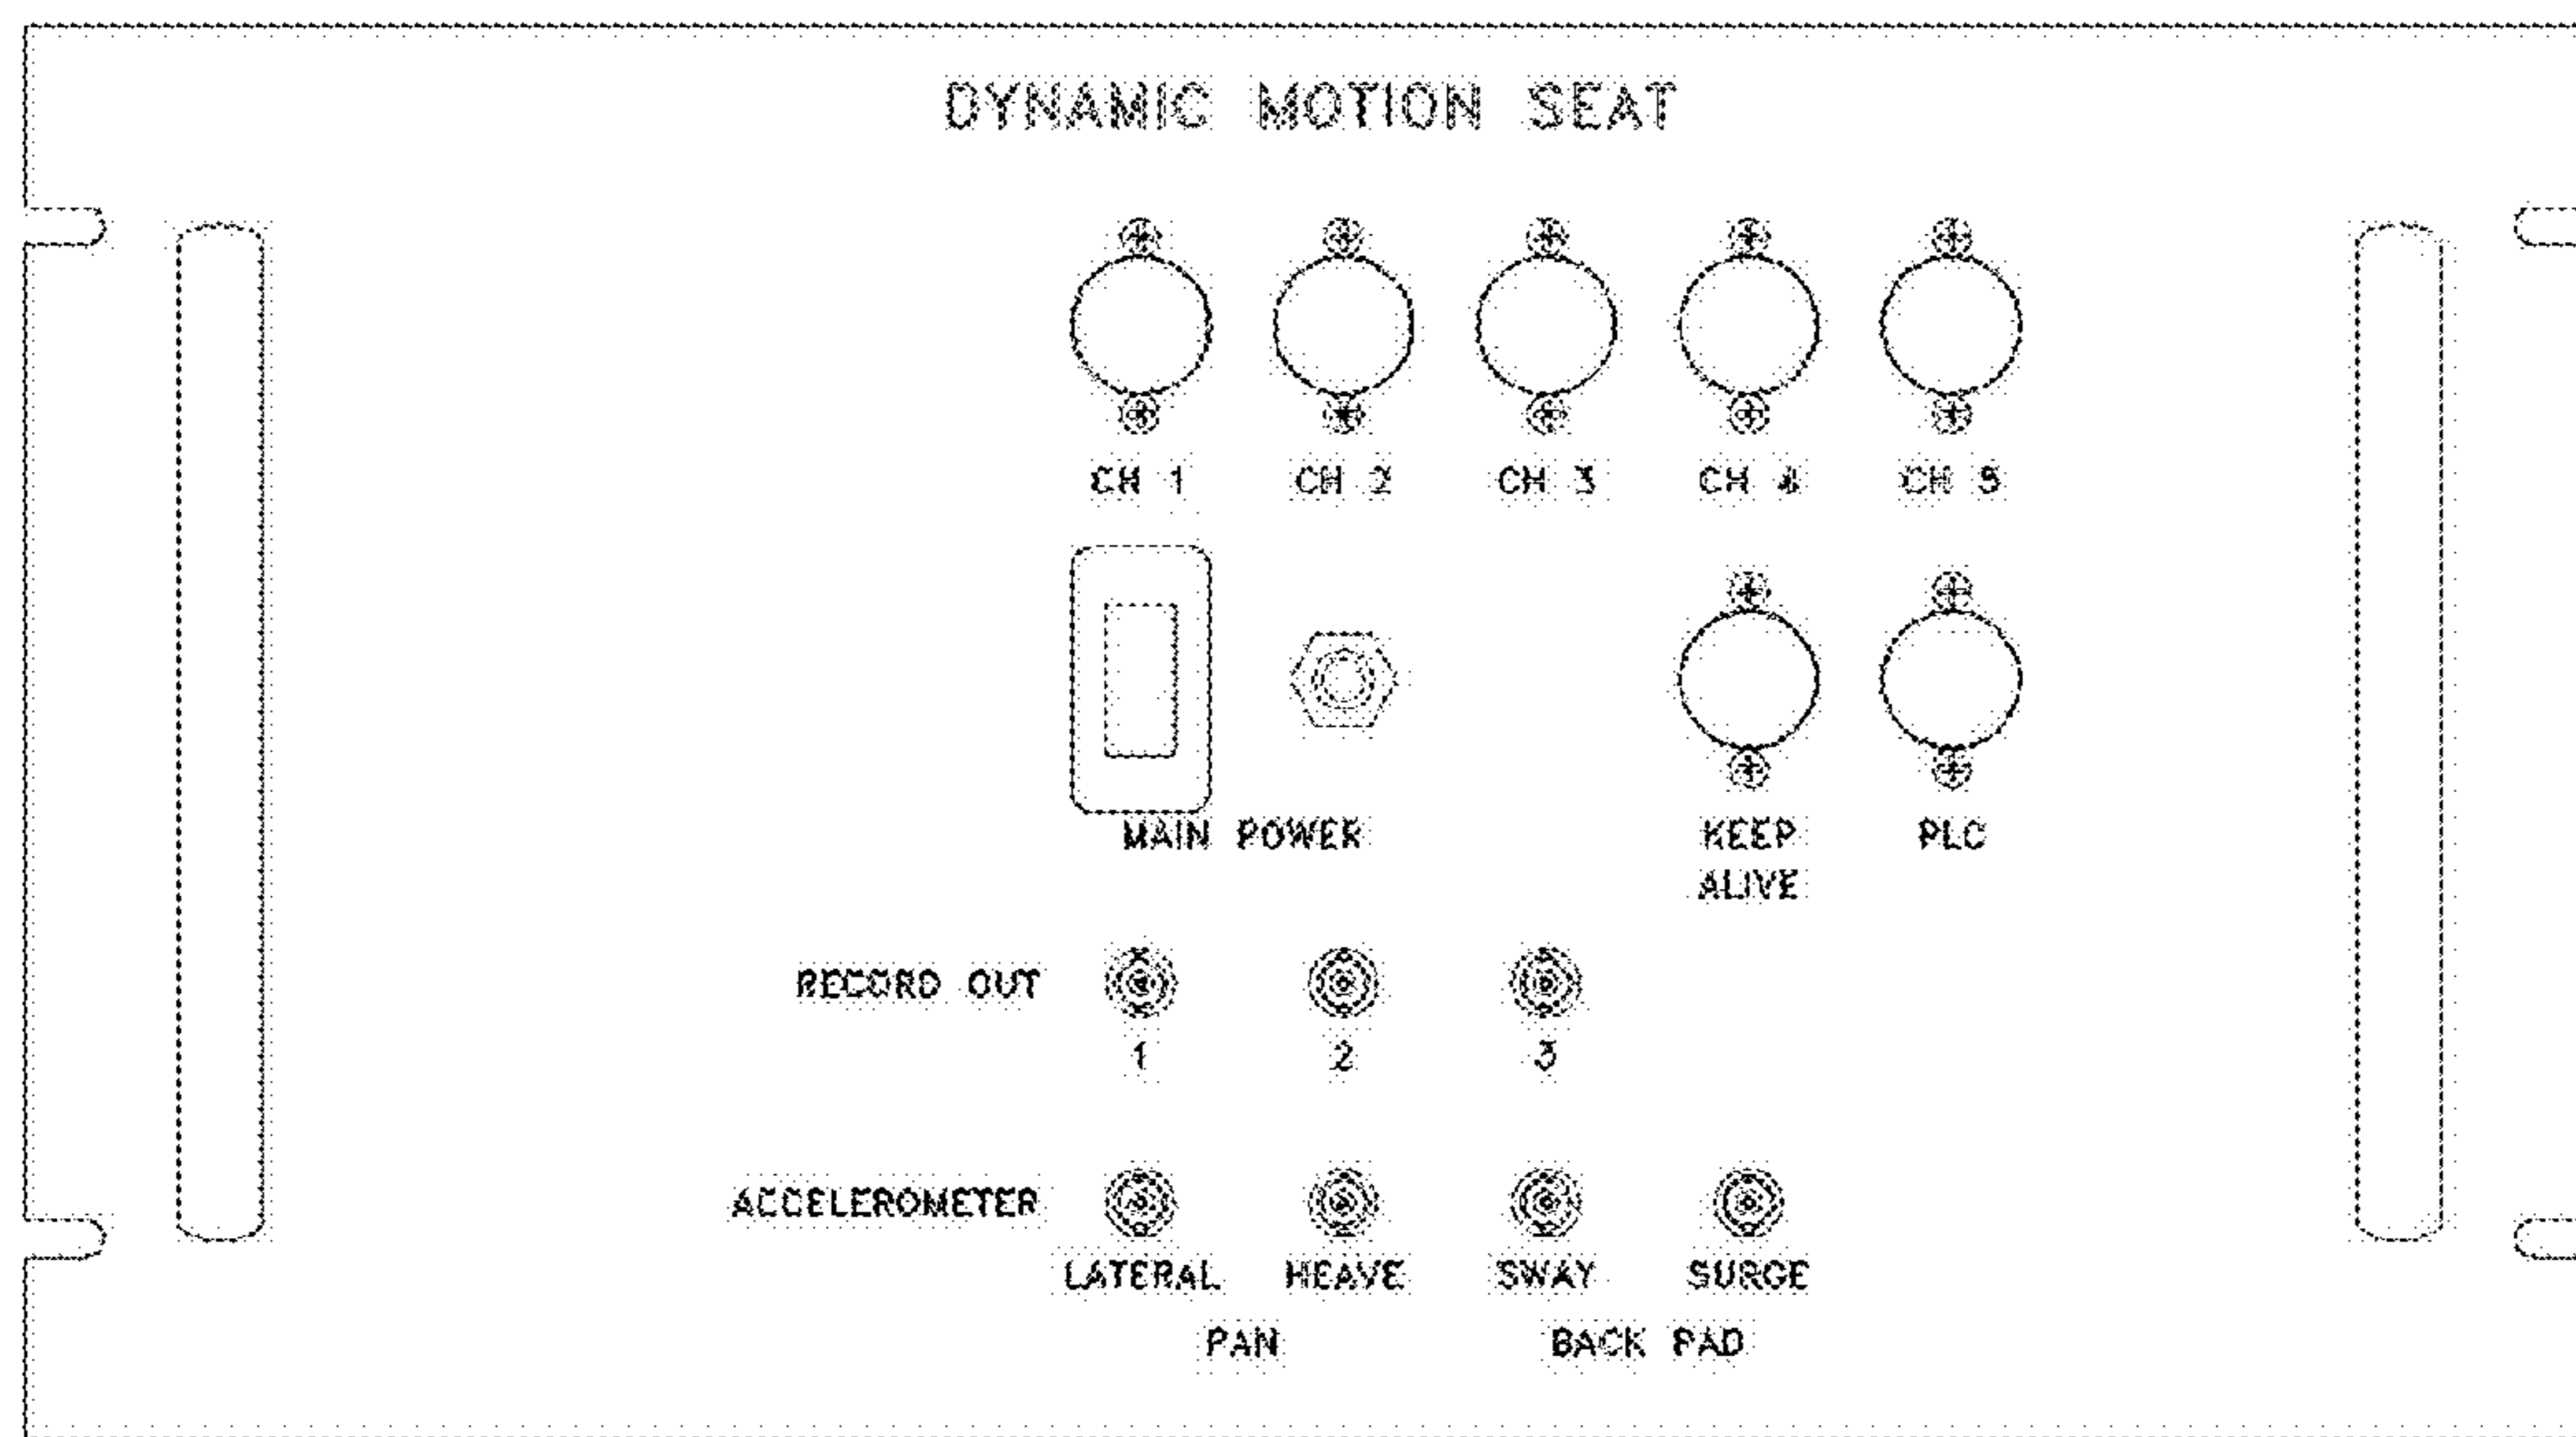 DYNAMIC MOTION SEAT
CH 1 CH 2 CH 3 CH 4 CH 5
MAIN POWER KEEP ALIVE PLC
RECORD OUT
1 2 3
ACCELEROMETER
LATERAL HEAVE SWAY SURGE
PAN BACK PAD